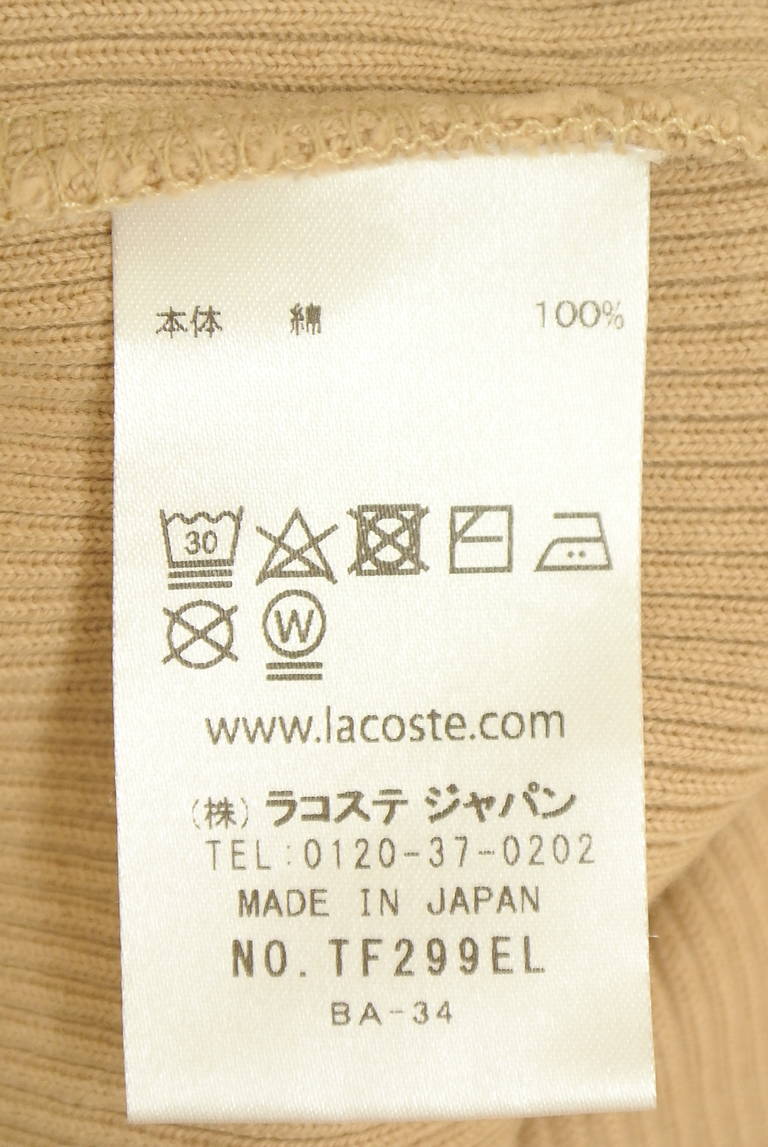 本体 綿 100%
30
W
www.lacoste.com
(株) ラコステ ジャパン
TEL:0120-37-0202
MADE IN JAPAN
NO. TF299EL
BA-34